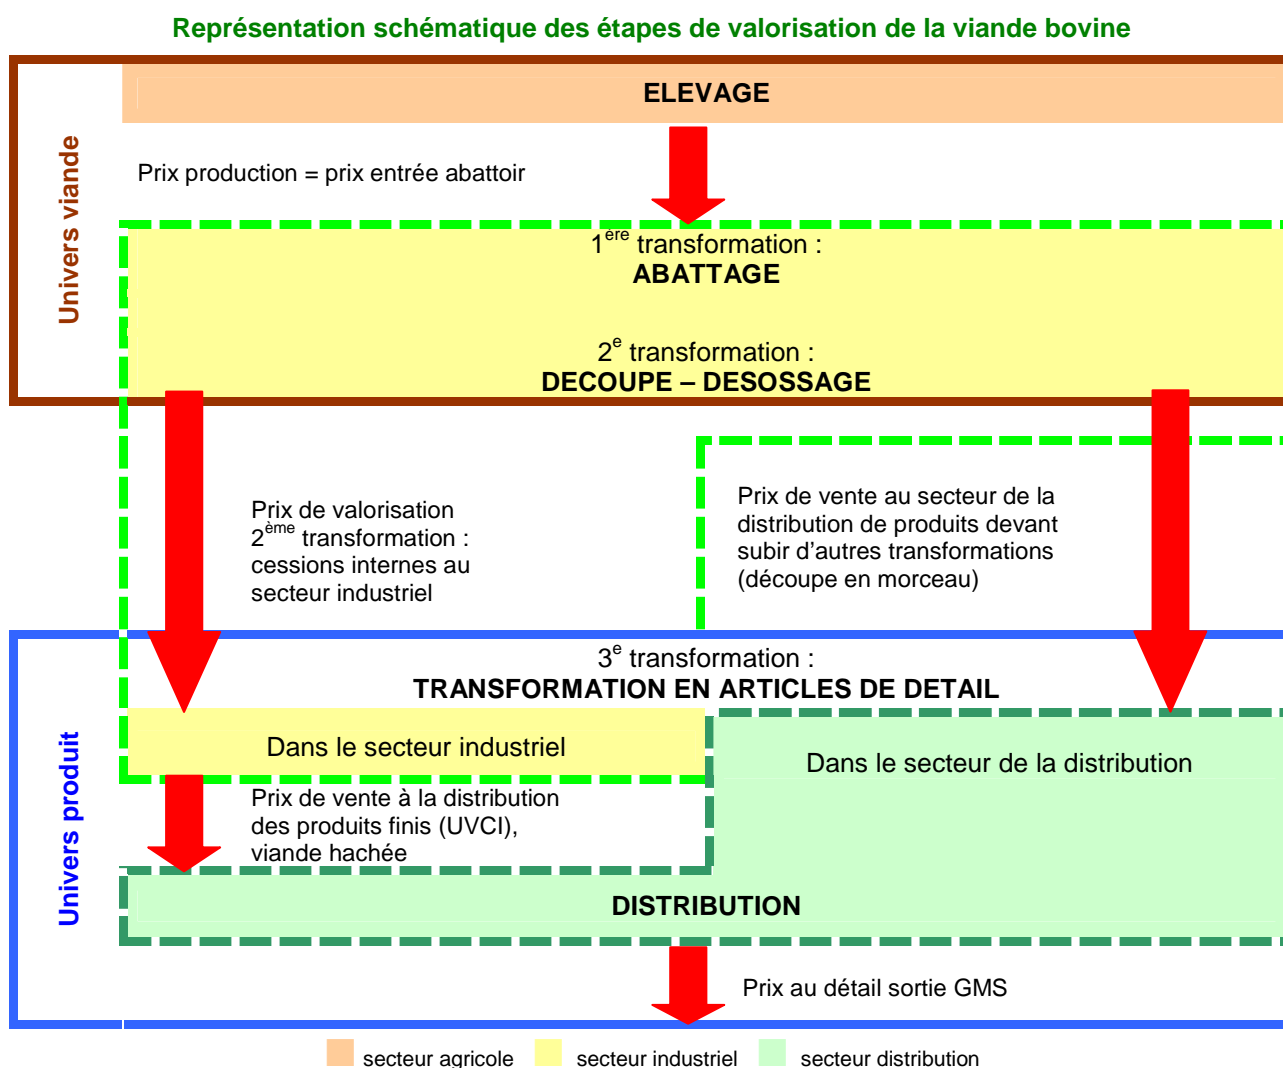 Représentation schématique des étapes de valorisation de la viande bovine
Univers viande
ELEVAGE
Prix production = prix entrée abattoir
1ère transformation :
ABATTAGE
2e transformation :
DECOUPE – DESOSSAGE
Prix de valorisation
2ème transformation :
cessions internes au
secteur industriel
Prix de vente au secteur de la
distribution de produits devant
subir d'autres transformations
(découpe en morceau)
Univers produit
3e transformation :
TRANSFORMATION EN ARTICLES DE DETAIL
Dans le secteur industriel
Dans le secteur de la distribution
Prix de vente à la distribution
des produits finis (UVCI),
viande hachée
DISTRIBUTION
Prix au détail sortie GMS
secteur agricole
secteur industriel
secteur distribution